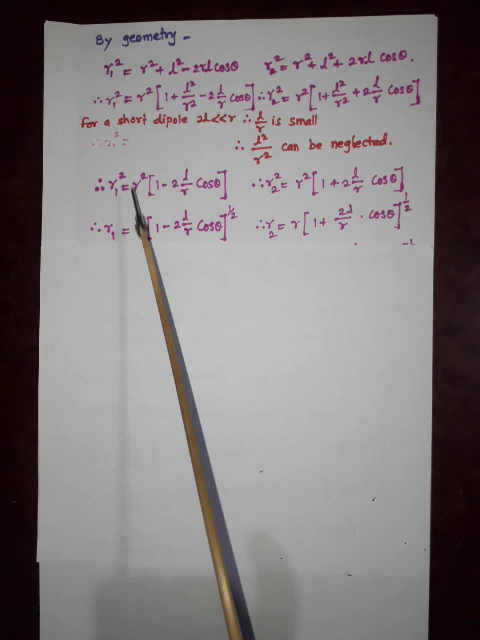 By geometry -
r₁² = r² + l² - 2rl cosθ r₂² = r² + l² + 2rl cosθ.
∴ r₁² = r² [1 + l²/r² - 2 l/r cosθ] ∴ r₂² = r² [1 + l²/r² + 2 l/r cosθ]
For a short dipole 2l << r ∴ l/r is small
∴ r₁² = ∴ l²/r² can be neglected.
∴ r₁² = r² [1 - 2 l/r cosθ] ∴ r₂² = r² [1 + 2 l/r cosθ]
∴ r₁ = [1 - 2 l/r cosθ]^½ ∴ r₂ = r [1 + 2l/r · cosθ]^½
-1